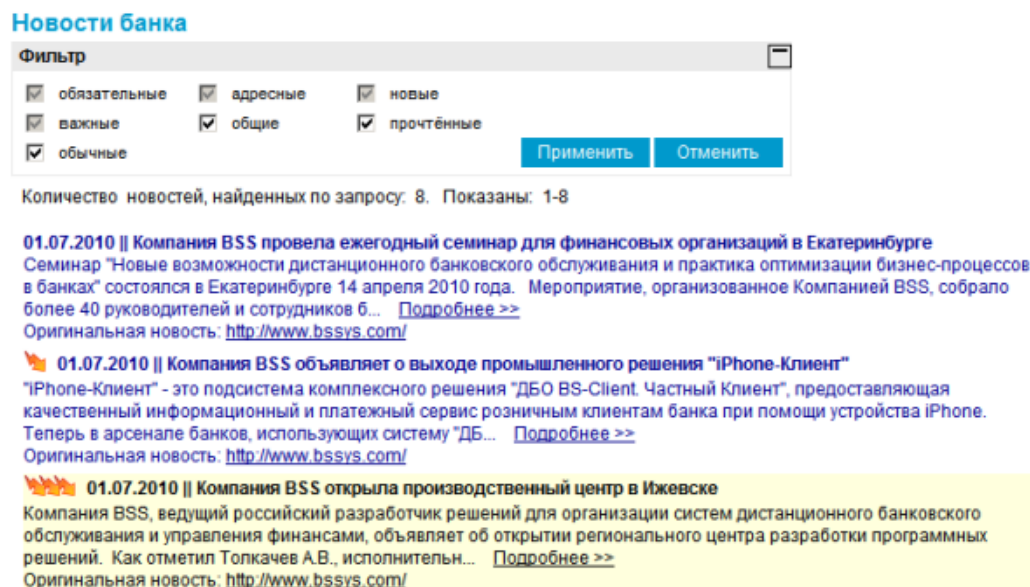 Новости банка
Фильтр
обязательные адресные новые
важные общие прочтённые
обычные Применить Отменить
Количество новостей, найденных по запросу: 8. Показаны: 1-8
01.07.2010 || Компания BSS провела ежегодный семинар для финансовых организаций в Екатеринбурге
Семинар "Новые возможности дистанционного банковского обслуживания и практика оптимизации бизнес-процессов
в банках" состоялся в Екатеринбурге 14 апреля 2010 года. Мероприятие, организованное Компанией BSS, собрало
более 40 руководителей и сотрудников б... Подробнее >>
Оригинальная новость: http://www.bssys.com/
01.07.2010 || Компания BSS объявляет о выходе промышленного решения "iPhone-Клиент"
"iPhone-Клиент" - это подсистема комплексного решения "ДБО BS-Client. Частный Клиент", предоставляющая
качественный информационный и платежный сервис розничным клиентам банка при помощи устройства iPhone.
Теперь в арсенале банков, использующих систему "ДБ... Подробнее >>
Оригинальная новость: http://www.bssys.com/
01.07.2010 || Компания BSS открыла производственный центр в Ижевске
Компания BSS, ведущий российский разработчик решений для организации систем дистанционного банковского
обслуживания и управления финансами, объявляет об открытии регионального центра разработки программных
решений. Как отметил Толкачев А.В., исполнительн... Подробнее >>
Оригинальная новость: http://www.bssys.com/